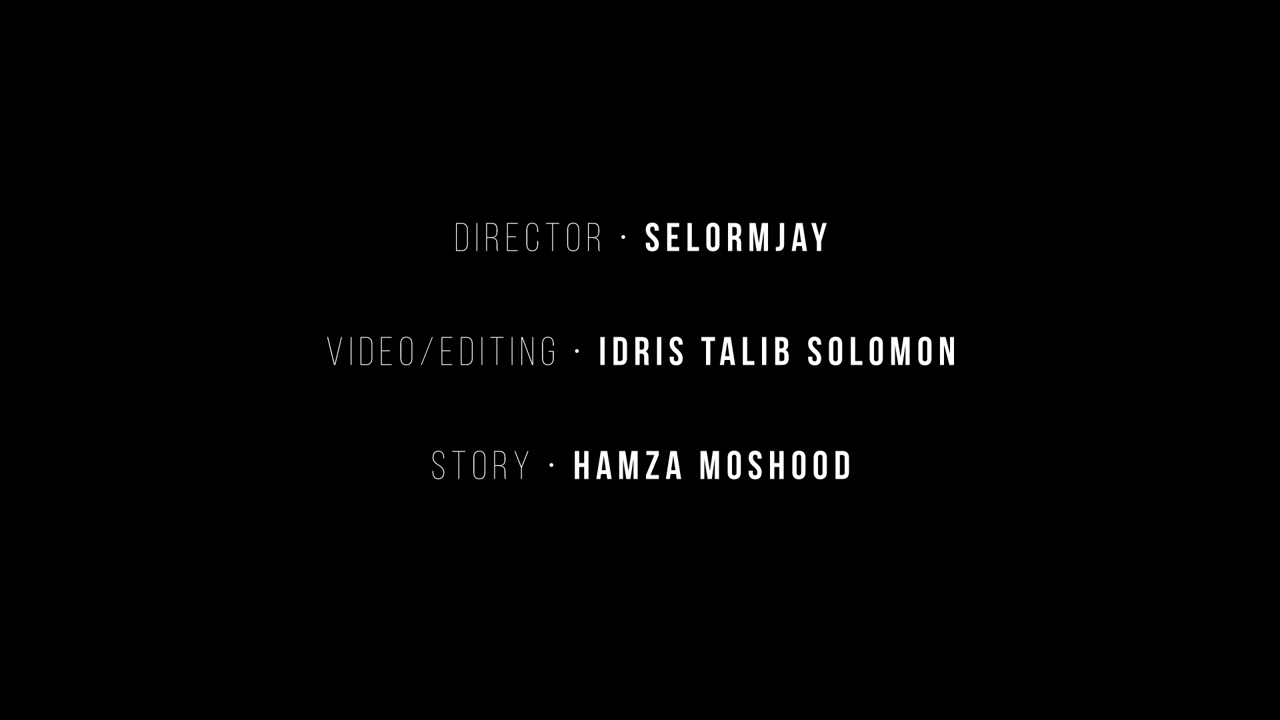 DIRECTOR · SELORMJAY
VIDEO/EDITING · IDRIS TALIB SOLOMON
STORY · HAMZA MOSHOOD